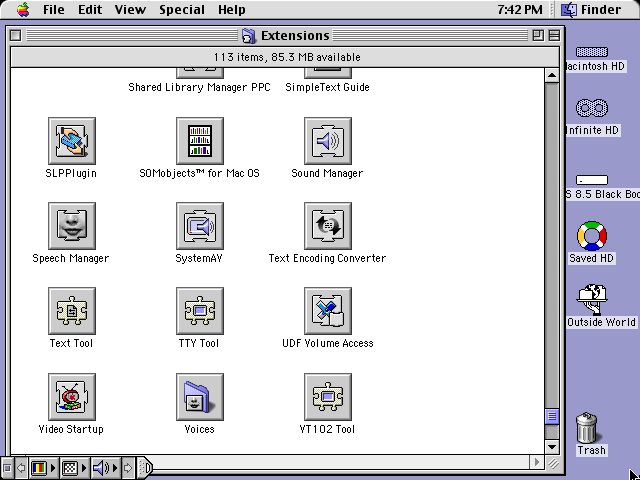 File Edit View Special Help 7:42 PM Finder
Extensions
113 items, 85.3 MB available
Shared Library Manager PPC SimpleText Guide
SLPPlugin SOMobjects™ for Mac OS Sound Manager
Speech Manager SystemAV Text Encoding Converter
Text Tool TTY Tool UDF Volume Access
Video Startup Voices VT102 Tool
acintosh HD
Infinite HD
S 8.5 Black Boo
Saved HD
Outside World
Trash